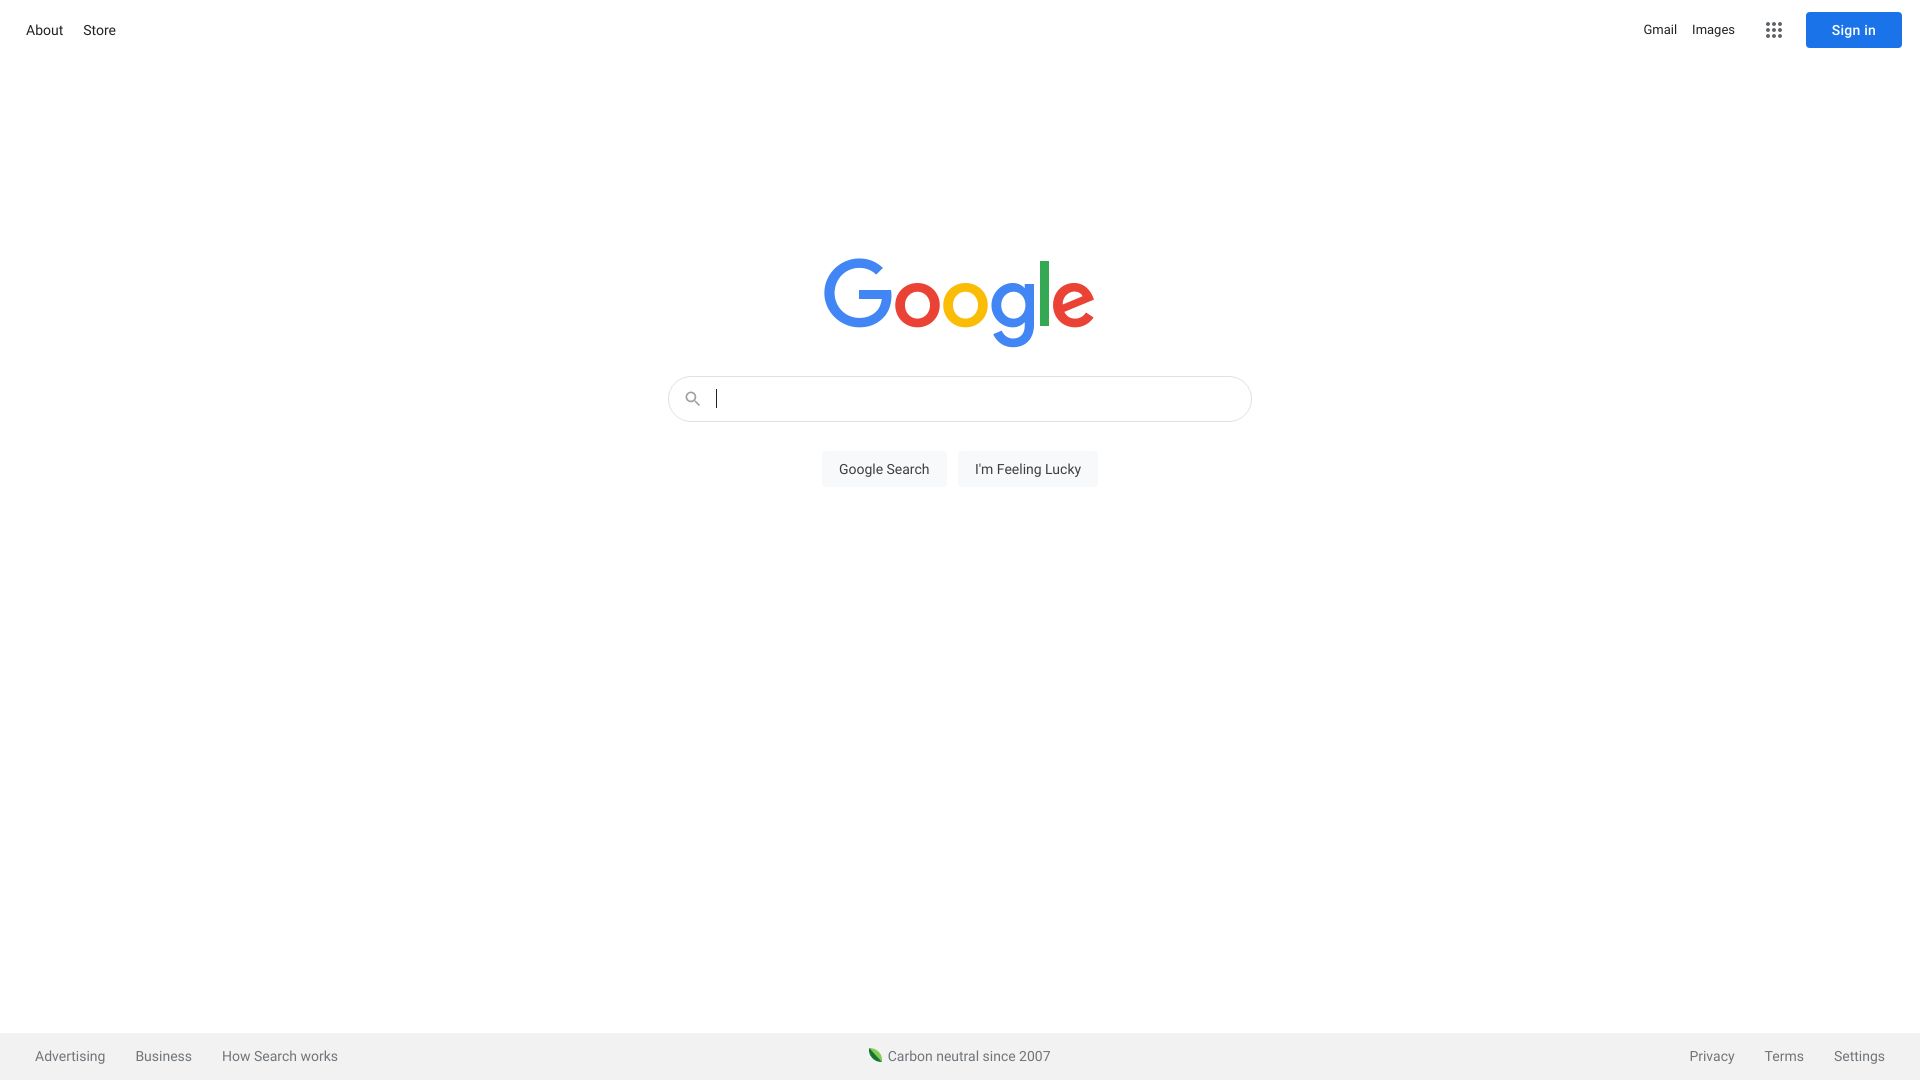 About Store
Gmail Images Sign in
Google
Google Search I'm Feeling Lucky
Advertising Business How Search works
Carbon neutral since 2007
Privacy Terms Settings